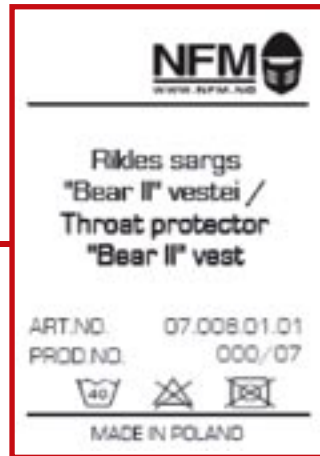 NFM
WWW.NFM.NO
Rīkles sargs
"Bear II" vestei /
Throat protector
"Bear II" vest
ART.NO. 07.008.01.01
PROD.NO. 000/07
40
MADE IN POLAND